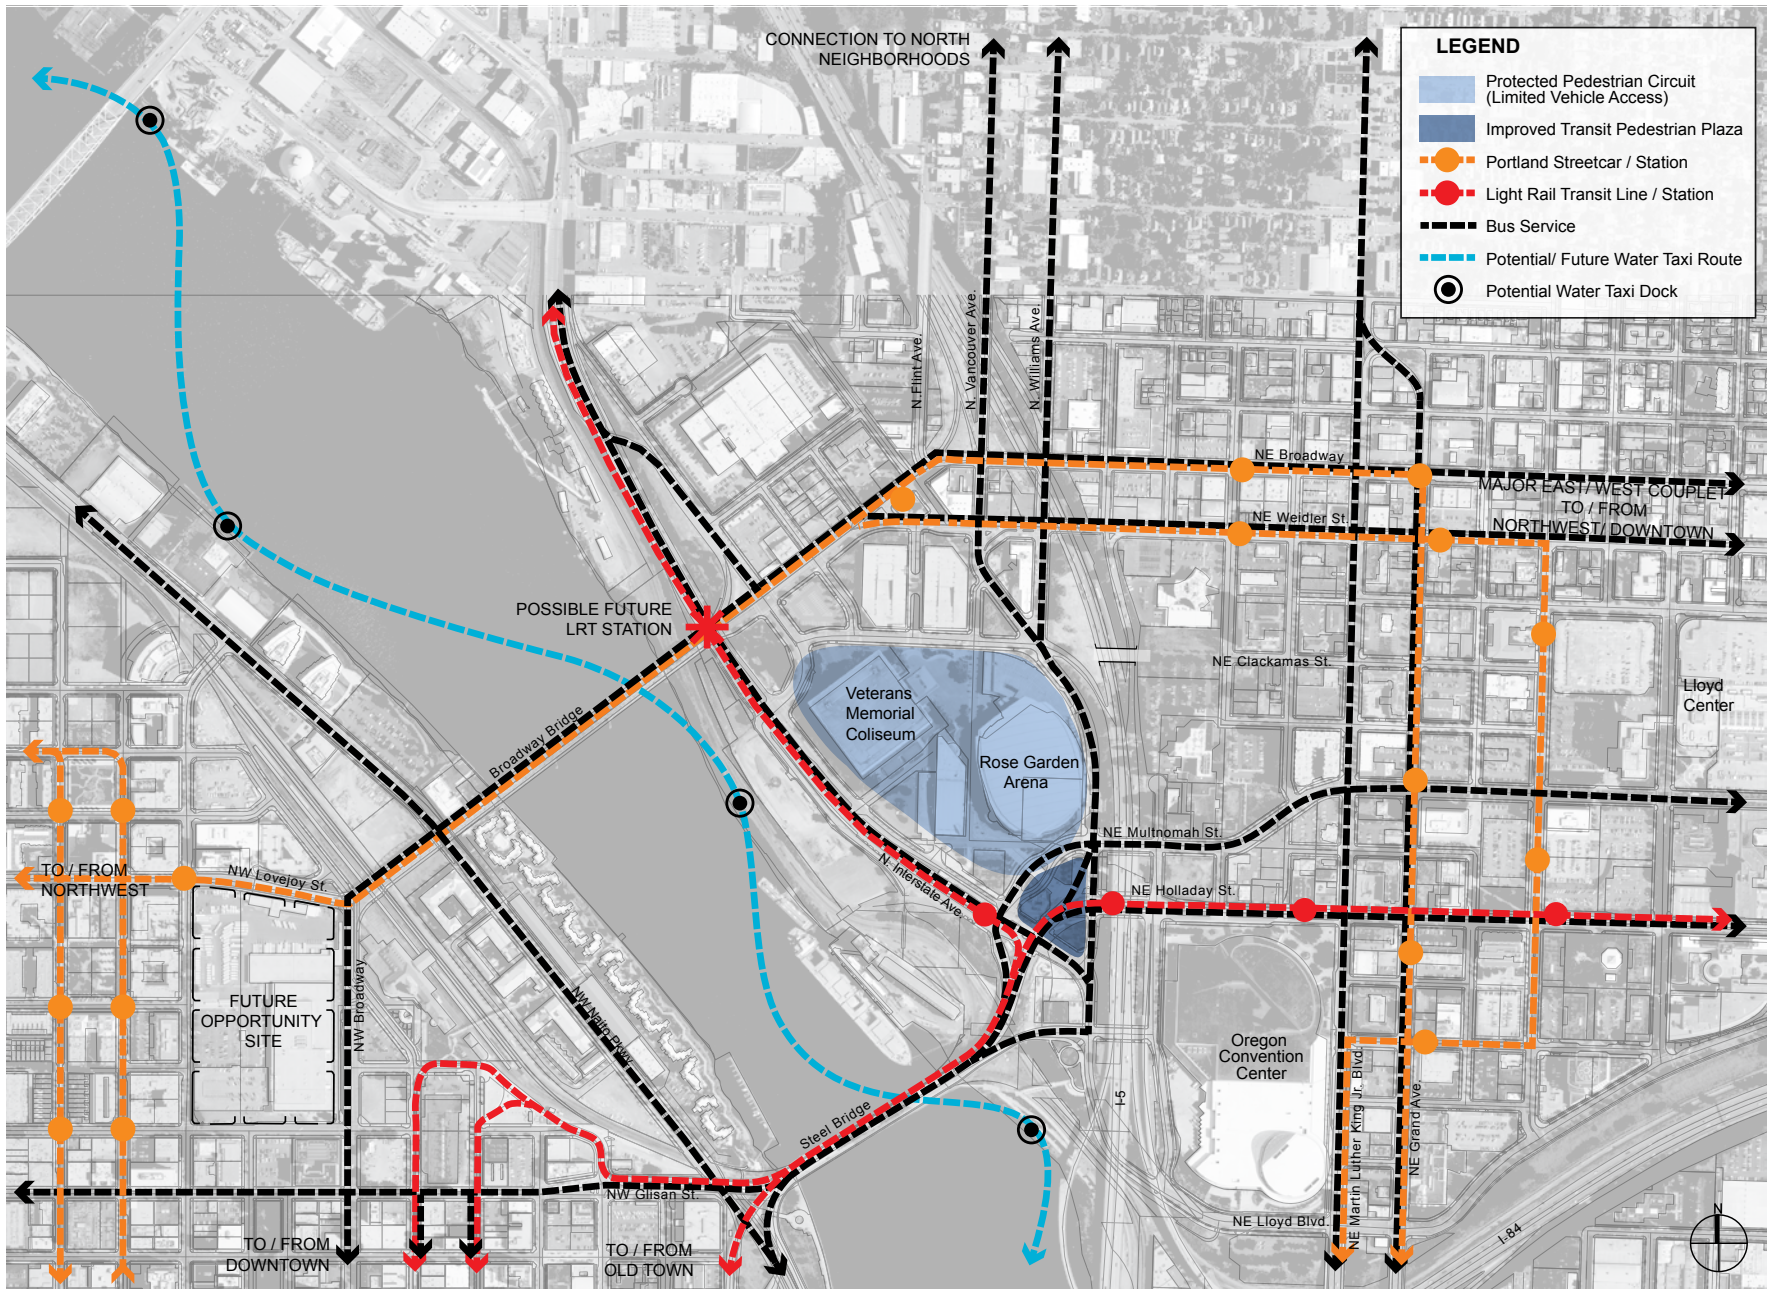 CONNECTION TO NORTH
NEIGHBORHOODS
LEGEND
Protected Pedestrian Circuit
(Limited Vehicle Access)
Improved Transit Pedestrian Plaza
Portland Streetcar / Station
Light Rail Transit Line / Station
Bus Service
Potential/ Future Water Taxi Route
Potential Water Taxi Dock
N. Flint Ave.
N. Vancouver Ave.
N. Williams Ave.
NE Broadway
MAJOR EAST/ WEST COUPLET
TO / FROM
NORTHWEST/ DOWNTOWN
NE Weidler St.
POSSIBLE FUTURE
LRT STATION
NE Clackamas St.
Lloyd
Center
Veterans
Memorial
Coliseum
Rose Garden
Arena
Broadway Bridge
NE Multnomah St.
N. Interstate Ave.
NE Holladay St.
TO / FROM
NORTHWEST
NW Lovejoy St.
FUTURE
OPPORTUNITY
SITE
NW Broadway
NW Naito Pkwy.
Oregon
Convention
Center
I-5
Steel Bridge
NE Martin Luther King Jr. Blvd.
NE Grand Ave.
NW Glisan St.
NE Lloyd Blvd.
I-84
N
TO / FROM
DOWNTOWN
TO / FROM
OLD TOWN